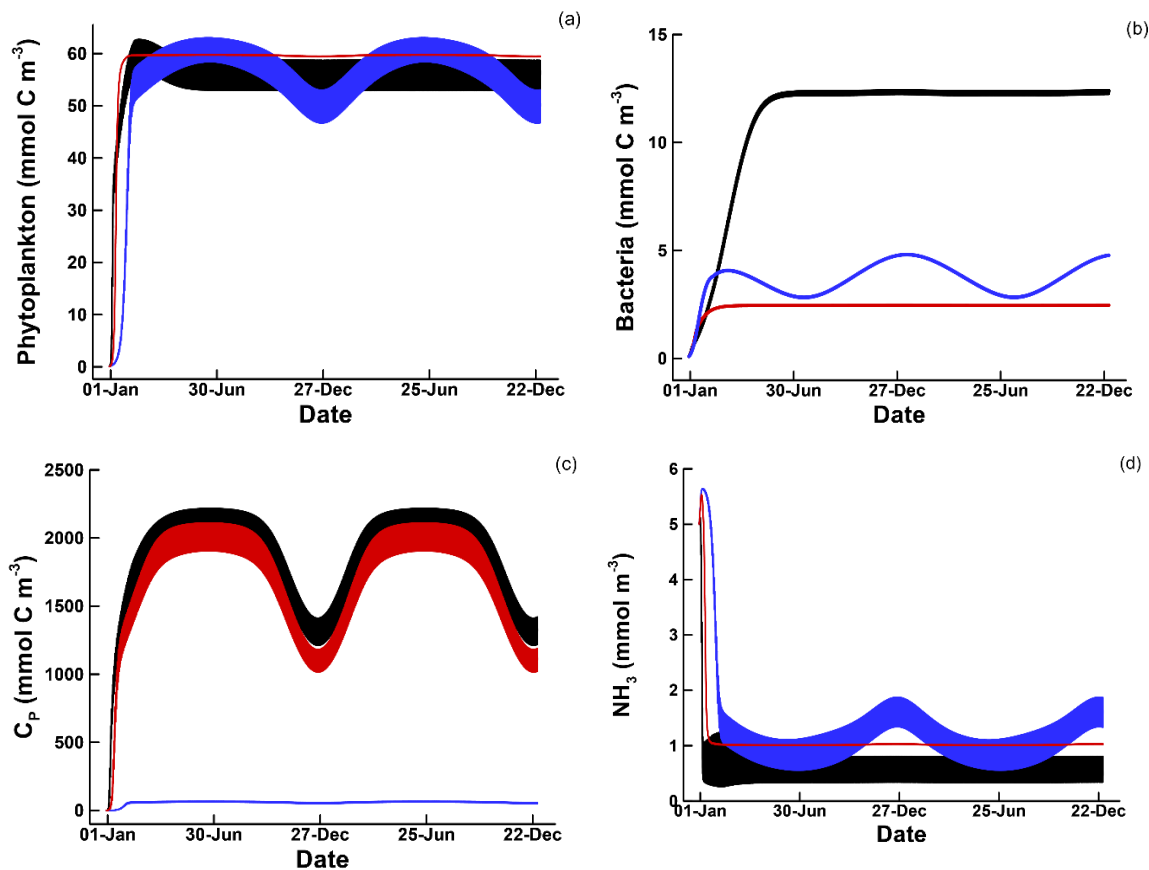 (a)
Phytoplankton (mmol C m-3)
60
50
40
30
20
10
0
01-Jan 30-Jun 27-Dec 25-Jun 22-Dec
Date
(b)
Bacteria (mmol C m-3)
15
10
5
0
01-Jan 30-Jun 27-Dec 25-Jun 22-Dec
Date
(c)
CP (mmol C m-3)
2500
2000
1500
1000
500
0
01-Jan 30-Jun 27-Dec 25-Jun 22-Dec
Date
(d)
NH3 (mmol m-3)
6
5
4
3
2
1
0
01-Jan 30-Jun 27-Dec 25-Jun 22-Dec
Date